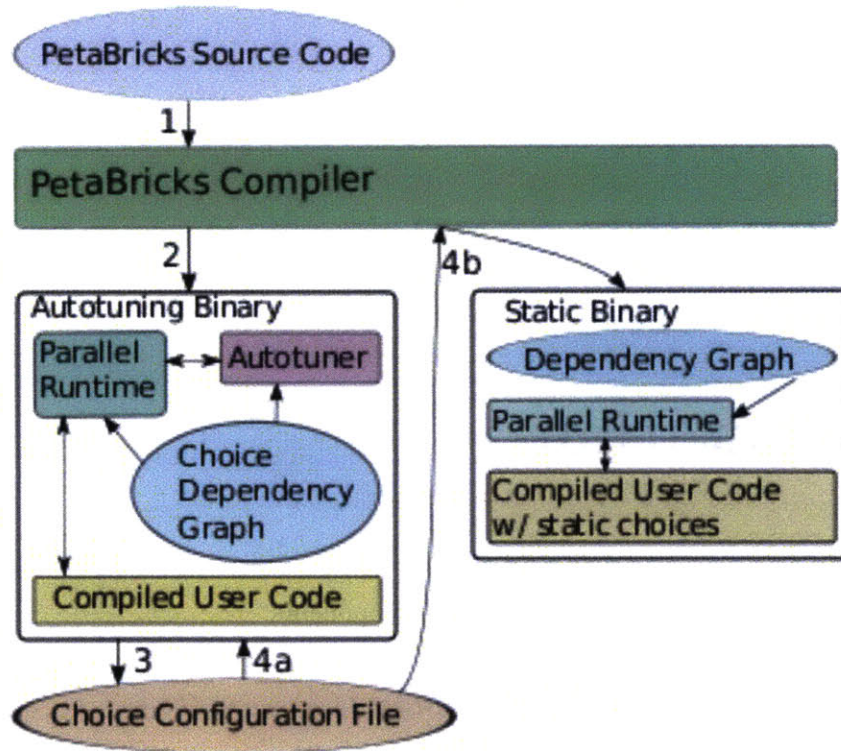 PetaBricks Source Code
1
PetaBricks Compiler
2
4b
Autotuning Binary
Parallel
Runtime
Autotuner
Choice
Dependency
Graph
Compiled User Code
Static Binary
Dependency Graph
Parallel Runtime
Compiled User Code
w/ static choices
3
4a
Choice Configuration File